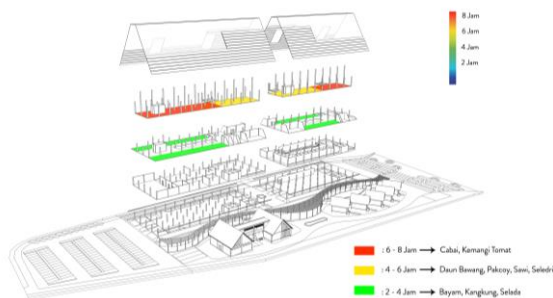 8 Jam
6 Jam
4 Jam
2 Jam
: 6 - 8 Jam → Cabai, Kemangi Tomat
: 4 - 6 Jam → Daun Bawang, Pakcoy, Sawi, Seledri
: 2 - 4 Jam → Bayam, Kangkung, Selada